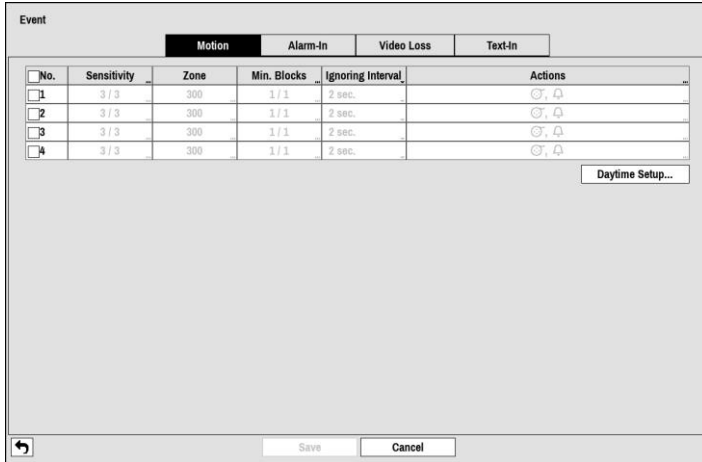 Event
Motion Alarm-In Video Loss Text-In
No. Sensitivity ... Zone Min. Blocks ... Ignoring Interval Actions ...
1 3 / 3 ... 300 ... 1 / 1 ... 2 sec. ...
2 3 / 3 ... 300 ... 1 / 1 ... 2 sec. ...
3 3 / 3 ... 300 ... 1 / 1 ... 2 sec. ...
4 3 / 3 ... 300 ... 1 / 1 ... 2 sec. ...
Daytime Setup...
Save Cancel